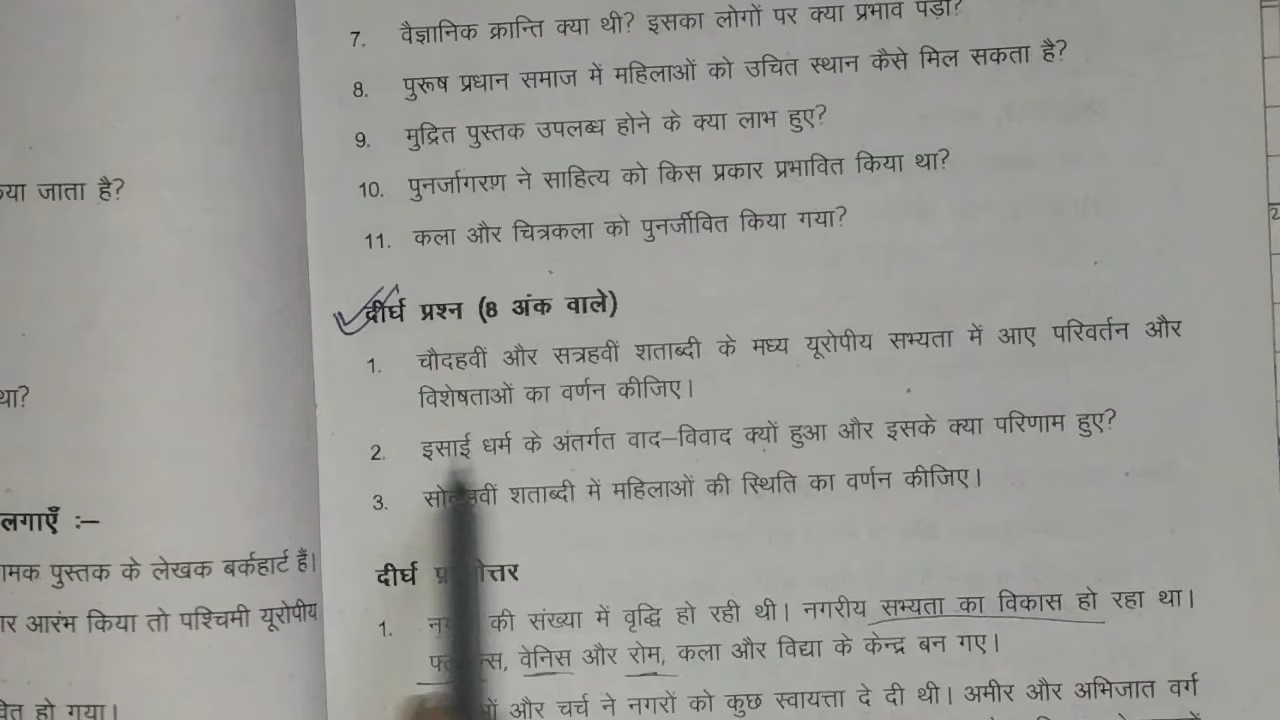 क्या जाता है?
था?
लगाएँ :–
पुस्तक के लेखक बर्कहार्ट हैं।
आरंभ किया तो पश्चिमी यूरोपीय
हो गया।
7. वैज्ञानिक क्रान्ति क्या थी? इसका लोगों पर क्या प्रभाव पड़ा?
8. पुरूष प्रधान समाज में महिलाओं को उचित स्थान कैसे मिल सकता है?
9. मुद्रित पुस्तक उपलब्ध होने के क्या लाभ हुए?
10. पुनर्जागरण ने साहित्य को किस प्रकार प्रभावित किया था?
11. कला और चित्रकला को पुनर्जीवित किया गया?
दीर्घ प्रश्न (8 अंक वाले)
1. चौदहवीं और सत्रहवीं शताब्दी के मध्य यूरोपीय सभ्यता में आए परिवर्तन और
विशेषताओं का वर्णन कीजिए।
2. इसाई धर्म के अंतर्गत वाद–विवाद क्यों हुआ और इसके क्या परिणाम हुए?
3. सोलहवीं शताब्दी में महिलाओं की स्थिति का वर्णन कीजिए।
दीर्घ
1. की संख्या में वृद्धि हो रही थी। नगरीय सभ्यता का विकास हो रहा था।
वेनिस और रोम, कला और विद्या के केन्द्र बन गए।
और चर्च ने नगरों को कुछ स्वायत्ता दे दी थी। अमीर और अभिजात वर्ग